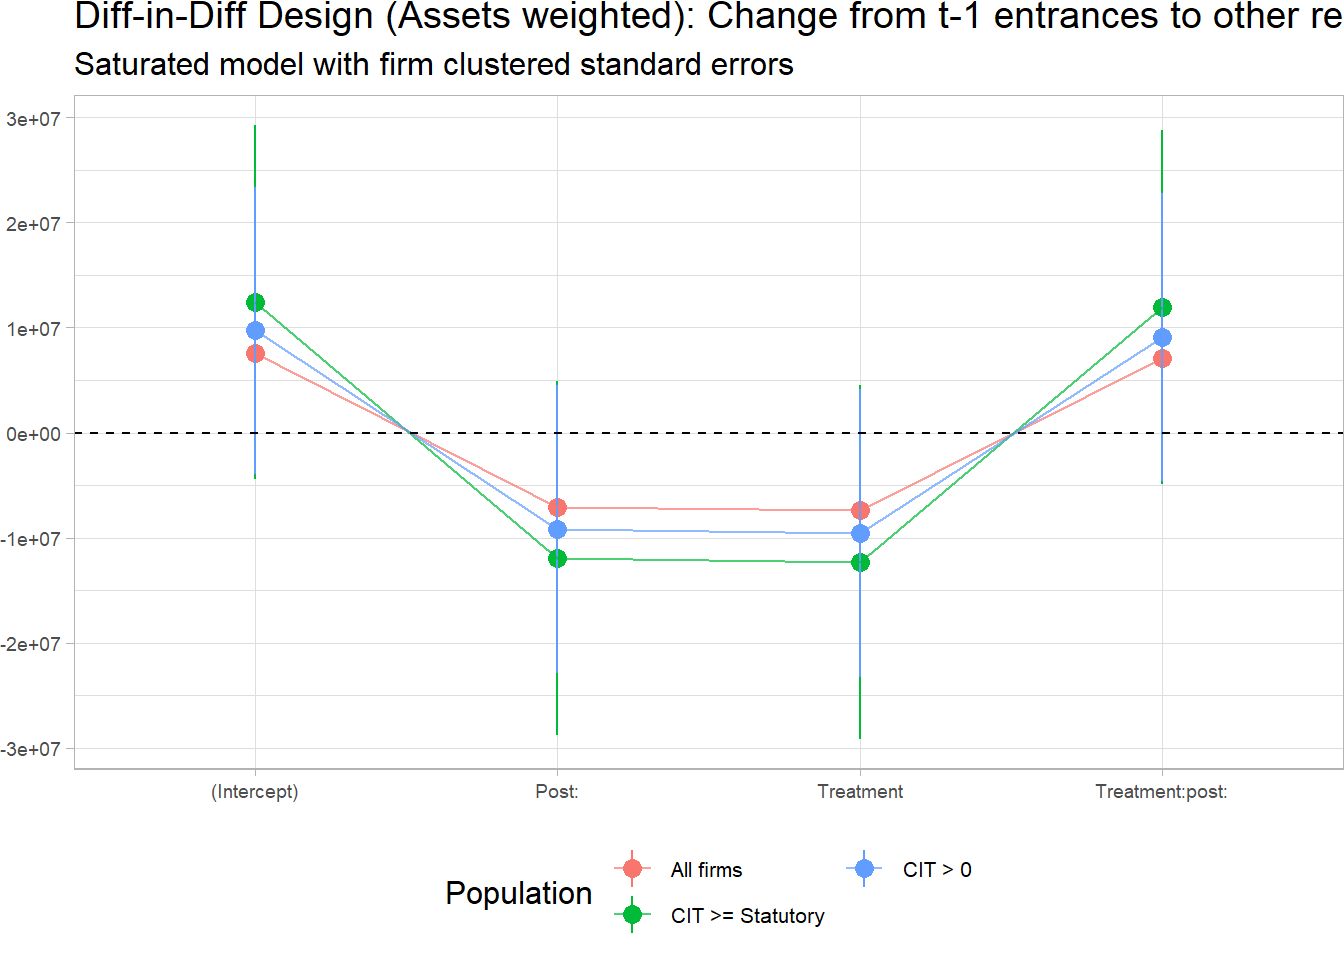 Diff-in-Diff Design (Assets weighted): Change from t-1 entrances to other re
Saturated model with firm clustered standard errors
3e+07
2e+07
1e+07
0e+00
-1e+07
-2e+07
-3e+07
(Intercept)
Post:
Treatment
Treatment:post:
Population
All firms
CIT > 0
CIT >= Statutory